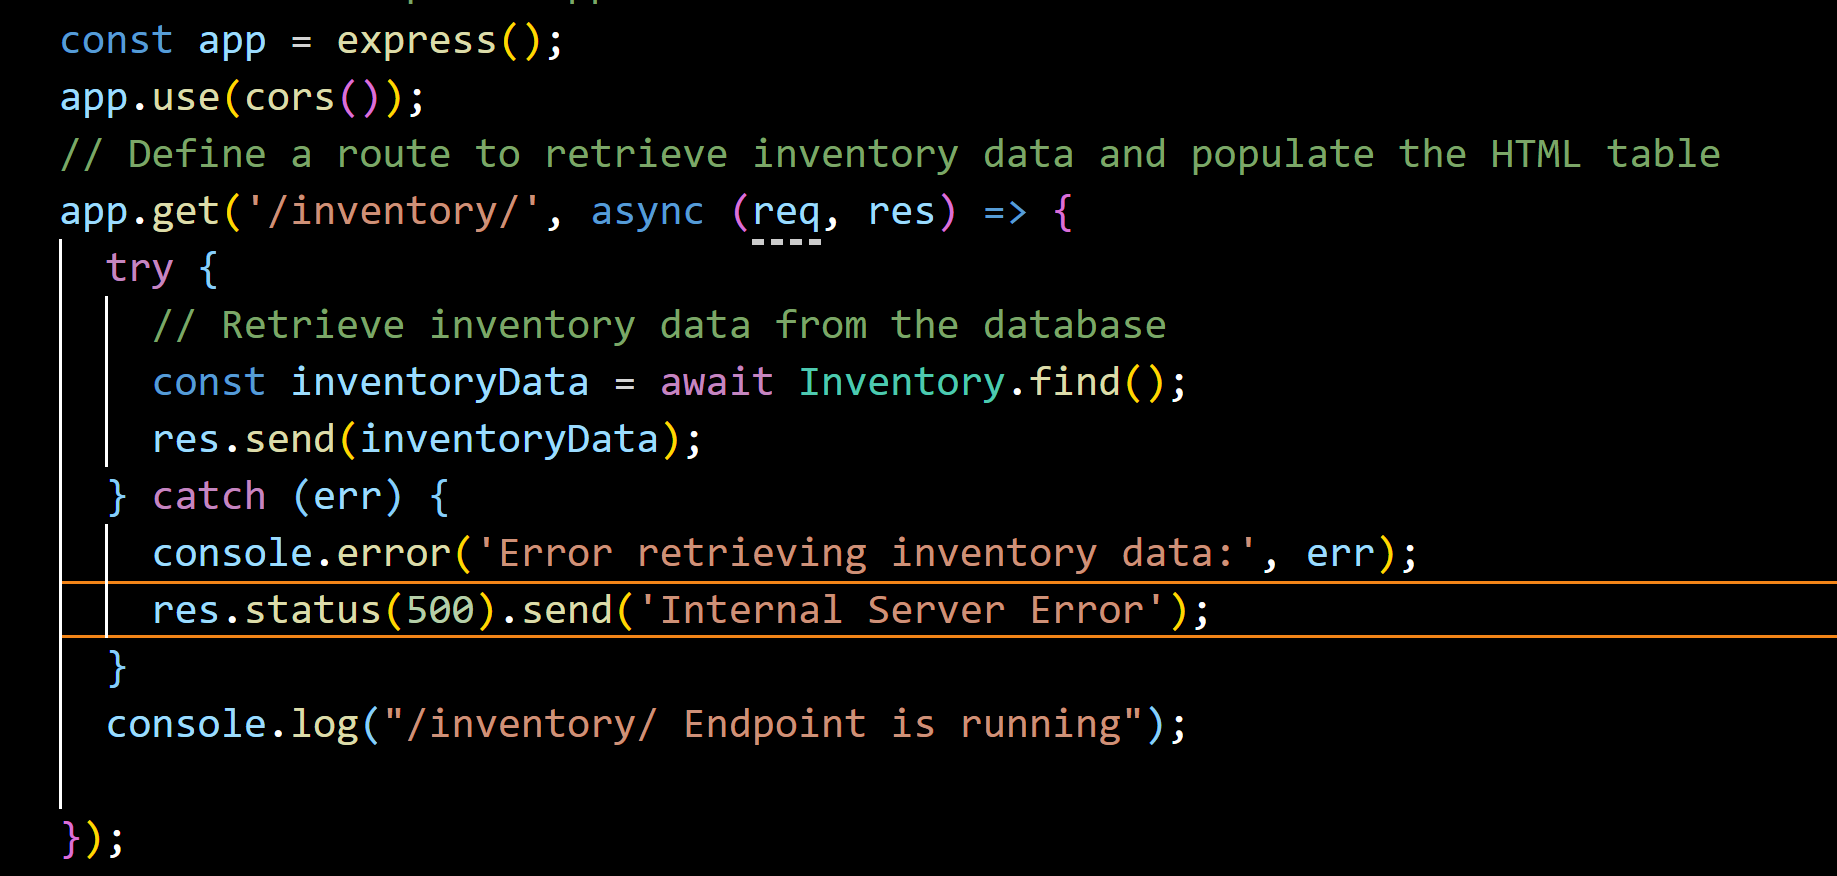 const app = express();
app.use(cors());
// Define a route to retrieve inventory data and populate the HTML table
app.get('/inventory/', async (req, res) => {
try {
// Retrieve inventory data from the database
const inventoryData = await Inventory.find();
res.send(inventoryData);
} catch (err) {
console.error('Error retrieving inventory data:', err);
res.status(500).send('Internal Server Error');
}
console.log("/inventory/ Endpoint is running");
});